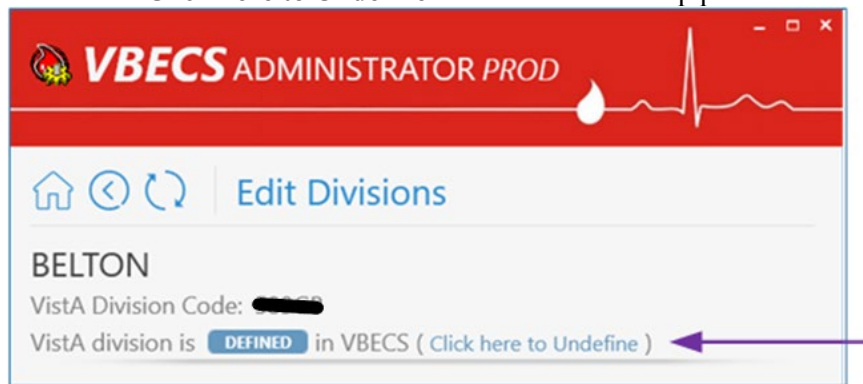 VBECS ADMINISTRATOR PROD
Edit Divisions
BELTON
VistA Division Code:
VistA division is DEFINED in VBECS ( Click here to Undefine )